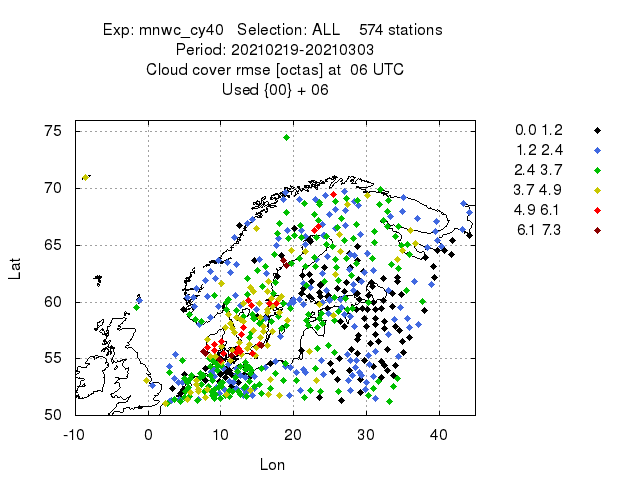 Exp: mnwc_cy40 Selection: ALL 574 stations
Period: 20210219-20210303
Cloud cover rmse [octas] at 06 UTC
Used {00} + 06
0.0 1.2
1.2 2.4
2.4 3.7
3.7 4.9
4.9 6.1
6.1 7.3
75
70
65
60
55
50
Lat
-10 0 10 20 30 40
Lon